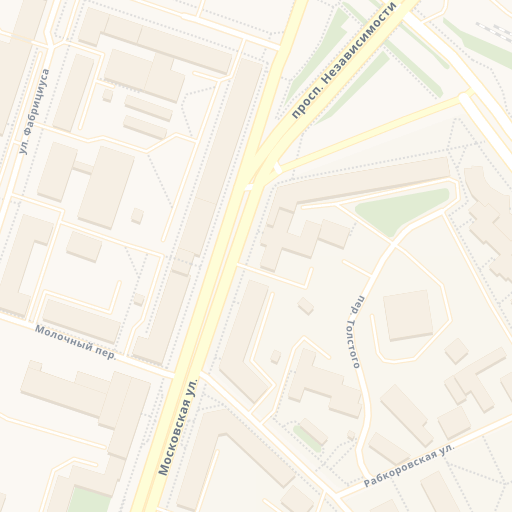 просп. Независимости
ул. Фабрициуса
пер. Толстого
Молочный пер.
Московская ул.
Рабкоровская ул.